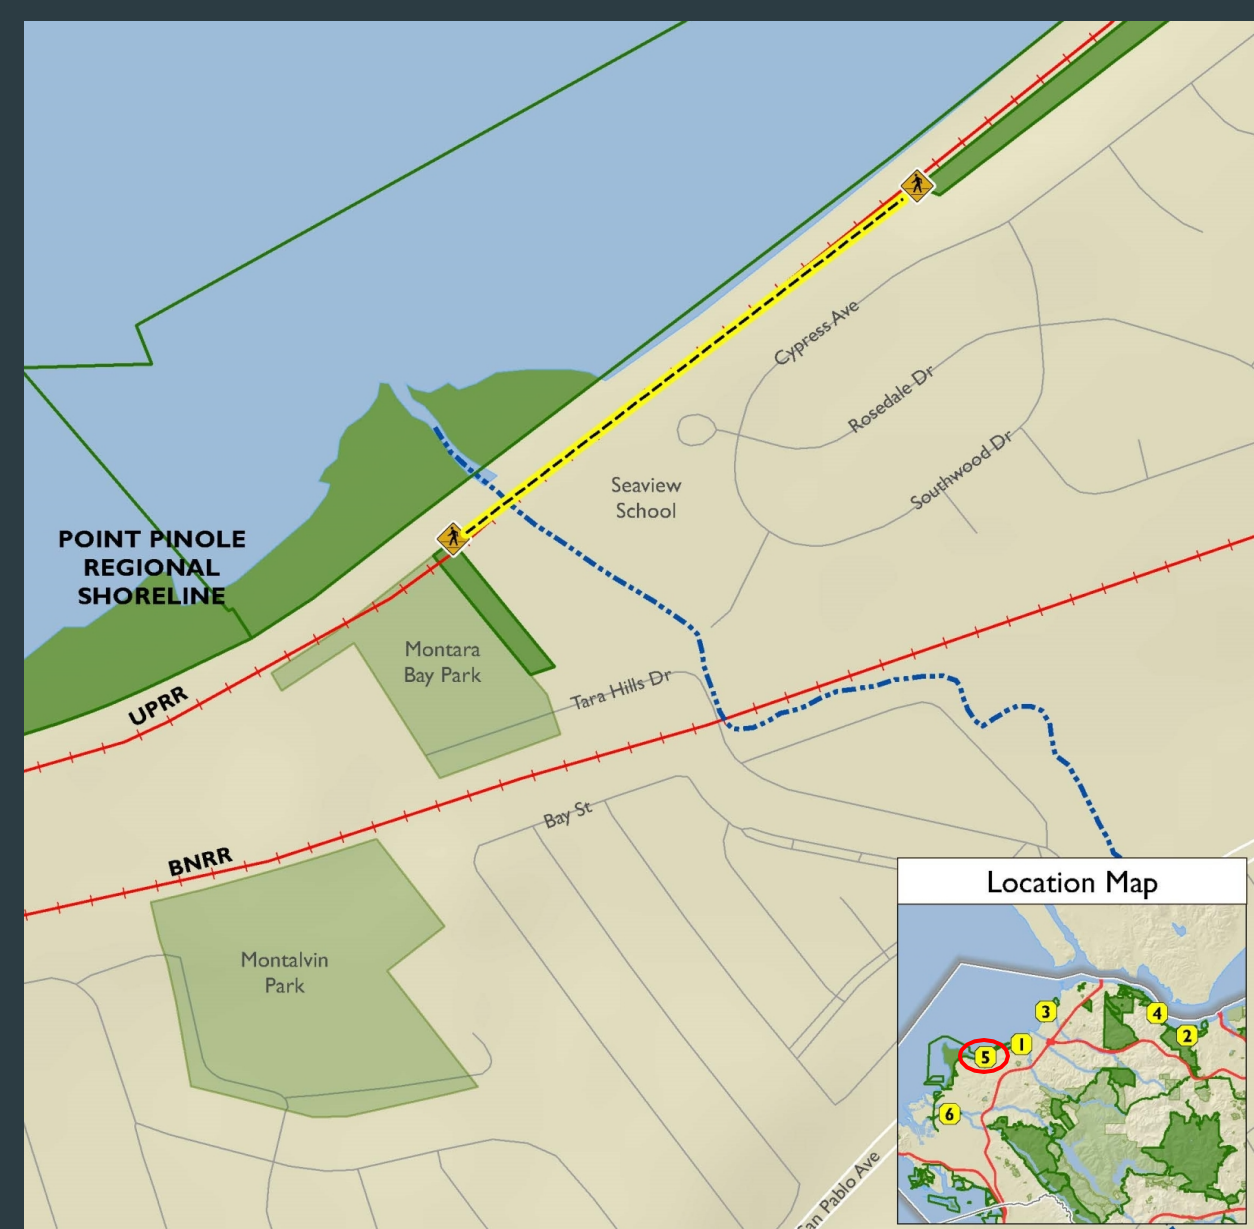 Cypress Ave
Rosedale Dr
Southwood Dr
Seaview
School
POINT PINOLE
REGIONAL
SHORELINE
Montara
Bay Park
Tara Hills Dr
UPRR
Bay St
BNRR
Montalvin
Park
San Pablo Ave
Location Map
3
4
2
1
5
6